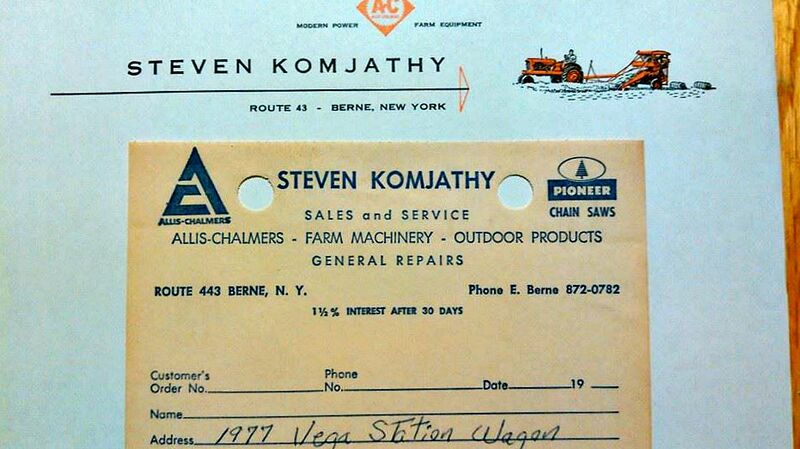 A-C
ALLIS-CHALMERS
MODERN POWER FARM EQUIPMENT
STEVEN KOMJATHY
ROUTE 43 - BERNE, NEW YORK
A
ALLIS-CHALMERS
STEVEN KOMJATHY
PIONEER
CHAIN SAWS
SALES and SERVICE
ALLIS-CHALMERS - FARM MACHINERY - OUTDOOR PRODUCTS
GENERAL REPAIRS
ROUTE 443 BERNE, N. Y. Phone E. Berne 872-0782
1½% INTEREST AFTER 30 DAYS
Customer's
Order No. Phone
No. Date 19
Name
Address 1977 Vega Station Wagon